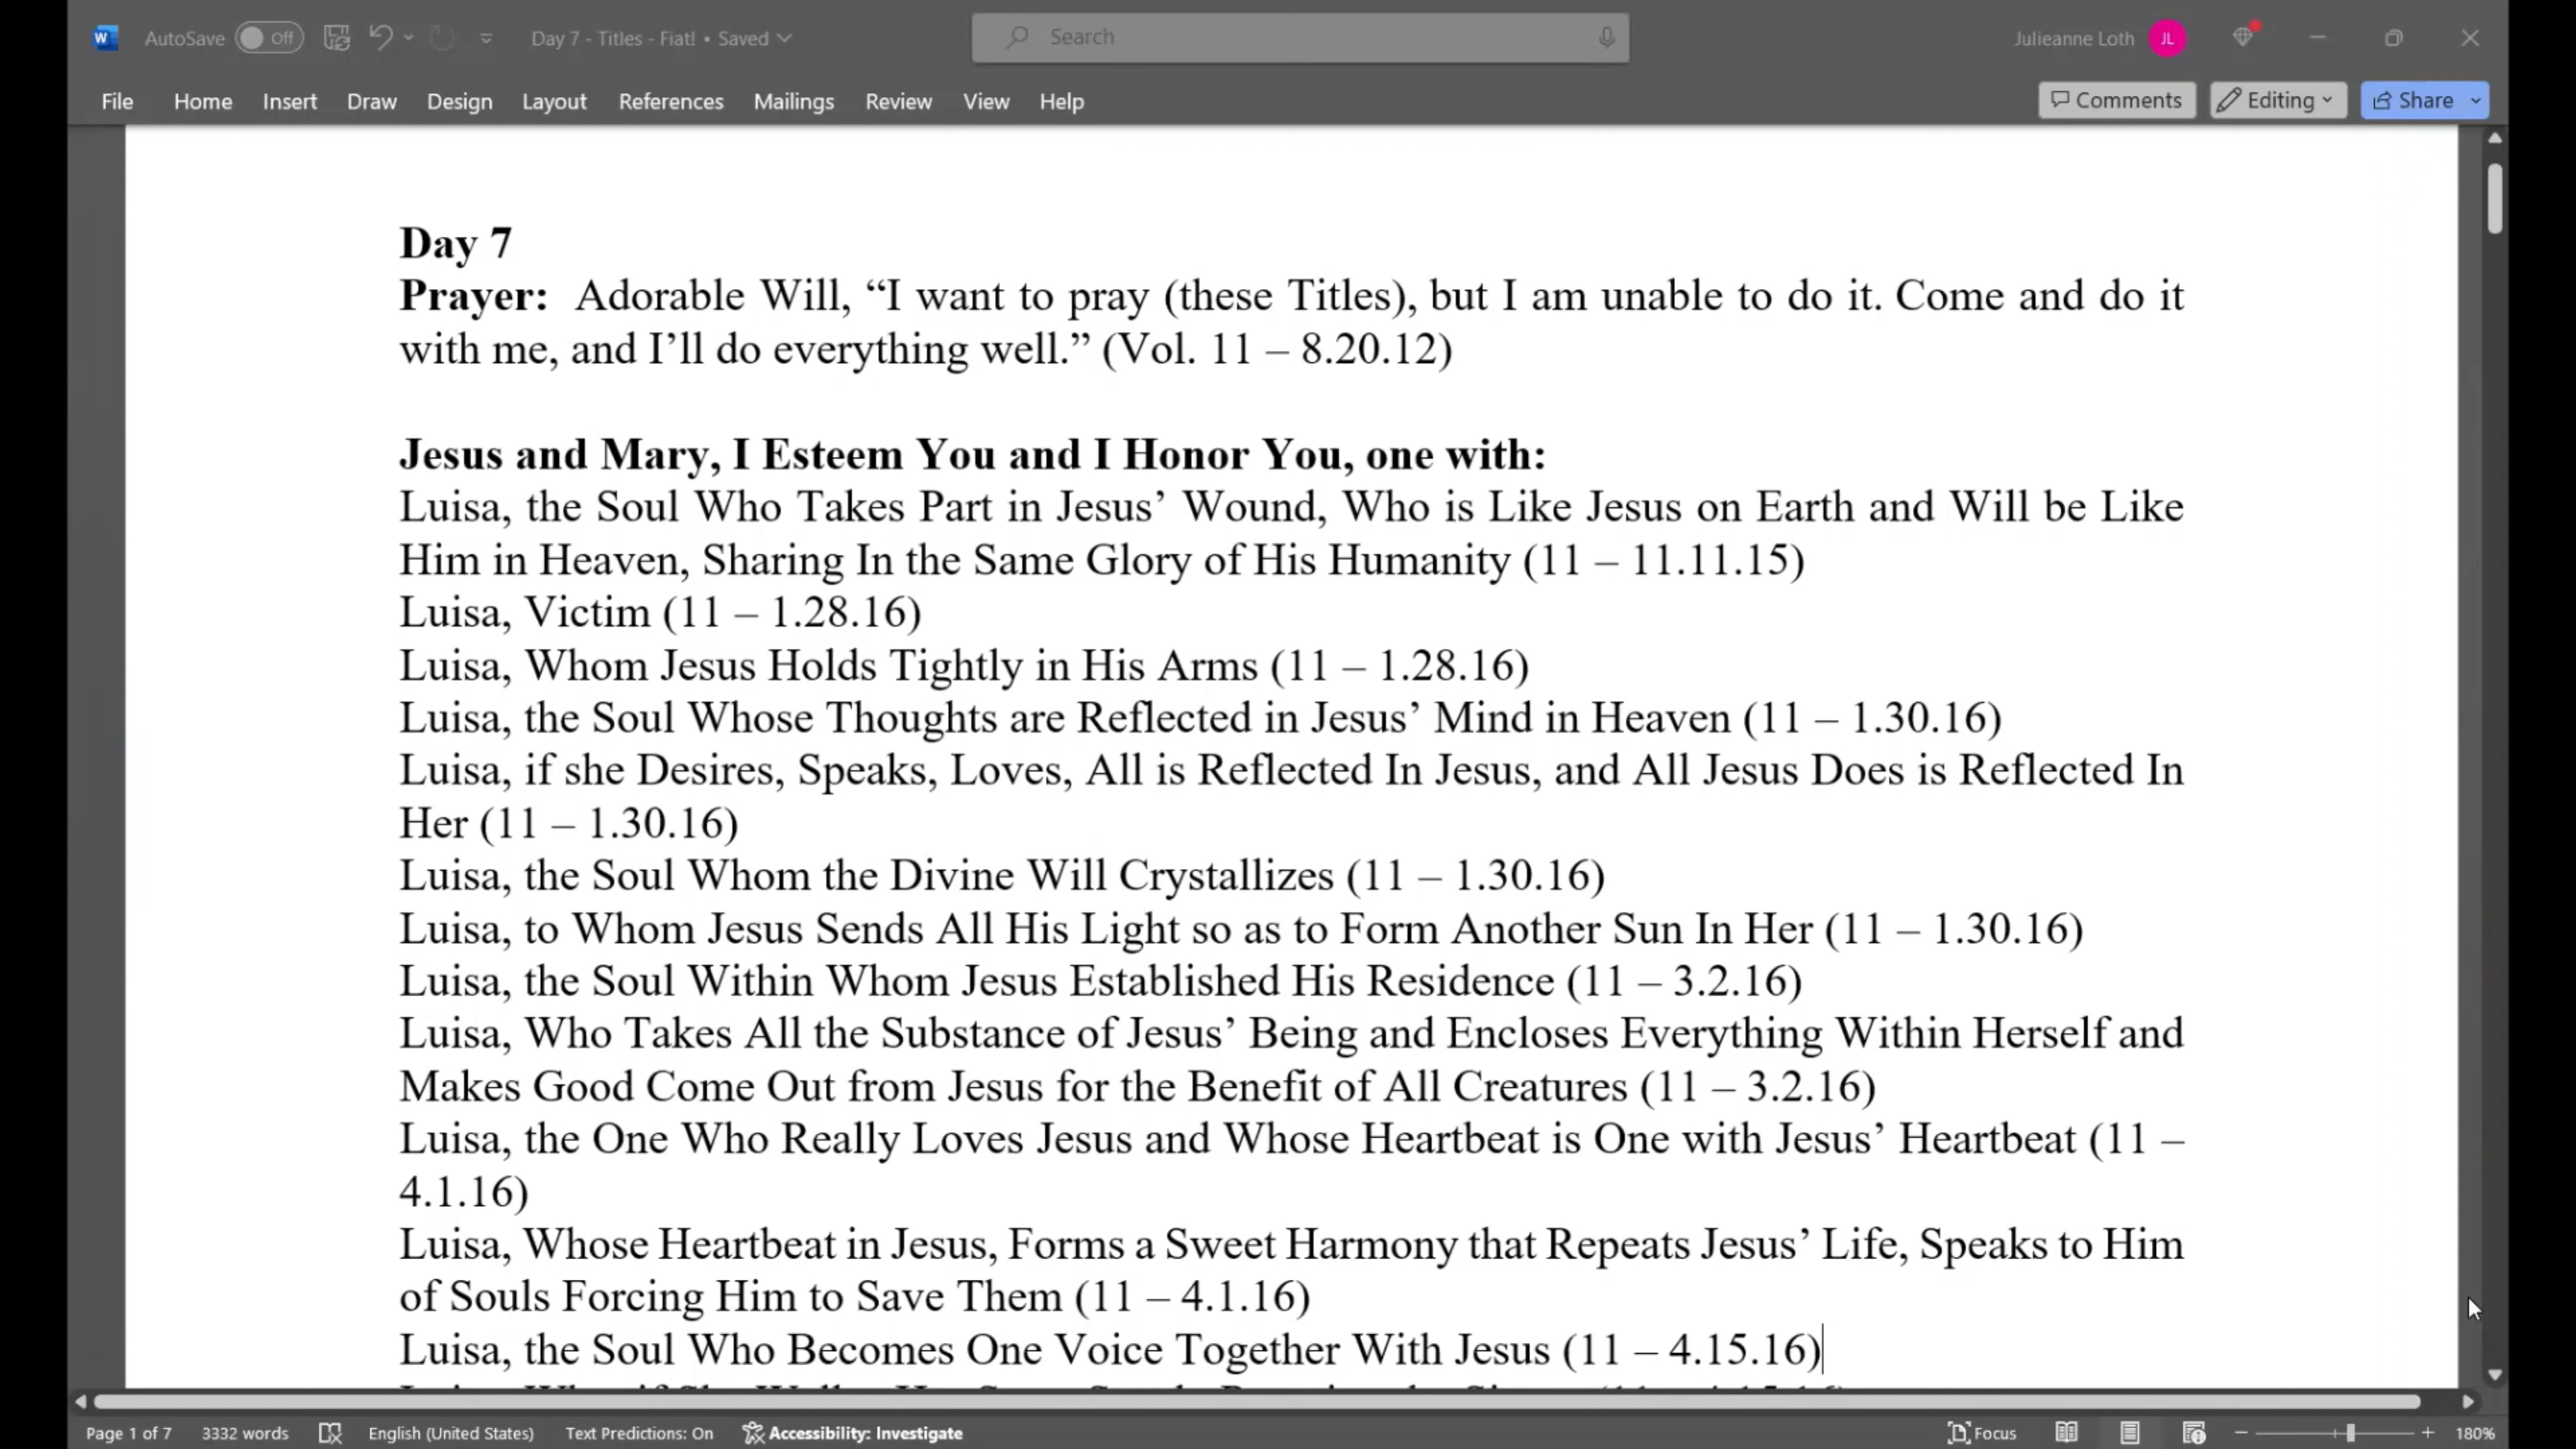 AutoSave Off Day 7 - Titles - Fiat! • Saved Search Julieanne Loth JL
File Home Insert Draw Design Layout References Mailings Review View Help Comments Editing Share
Day 7
Prayer: Adorable Will, “I want to pray (these Titles), but I am unable to do it. Come and do it
with me, and I’ll do everything well.” (Vol. 11 – 8.20.12)
Jesus and Mary, I Esteem You and I Honor You, one with:
Luisa, the Soul Who Takes Part in Jesus’ Wound, Who is Like Jesus on Earth and Will be Like
Him in Heaven, Sharing In the Same Glory of His Humanity (11 – 11.11.15)
Luisa, Victim (11 – 1.28.16)
Luisa, Whom Jesus Holds Tightly in His Arms (11 – 1.28.16)
Luisa, the Soul Whose Thoughts are Reflected in Jesus’ Mind in Heaven (11 – 1.30.16)
Luisa, if she Desires, Speaks, Loves, All is Reflected In Jesus, and All Jesus Does is Reflected In
Her (11 – 1.30.16)
Luisa, the Soul Whom the Divine Will Crystallizes (11 – 1.30.16)
Luisa, to Whom Jesus Sends All His Light so as to Form Another Sun In Her (11 – 1.30.16)
Luisa, the Soul Within Whom Jesus Established His Residence (11 – 3.2.16)
Luisa, Who Takes All the Substance of Jesus’ Being and Encloses Everything Within Herself and
Makes Good Come Out from Jesus for the Benefit of All Creatures (11 – 3.2.16)
Luisa, the One Who Really Loves Jesus and Whose Heartbeat is One with Jesus’ Heartbeat (11 –
4.1.16)
Luisa, Whose Heartbeat in Jesus, Forms a Sweet Harmony that Repeats Jesus’ Life, Speaks to Him
of Souls Forcing Him to Save Them (11 – 4.1.16)
Luisa, the Soul Who Becomes One Voice Together With Jesus (11 – 4.15.16)
Page 1 of 7 3332 words English (United States) Text Predictions: On Accessibility: Investigate Focus 180%